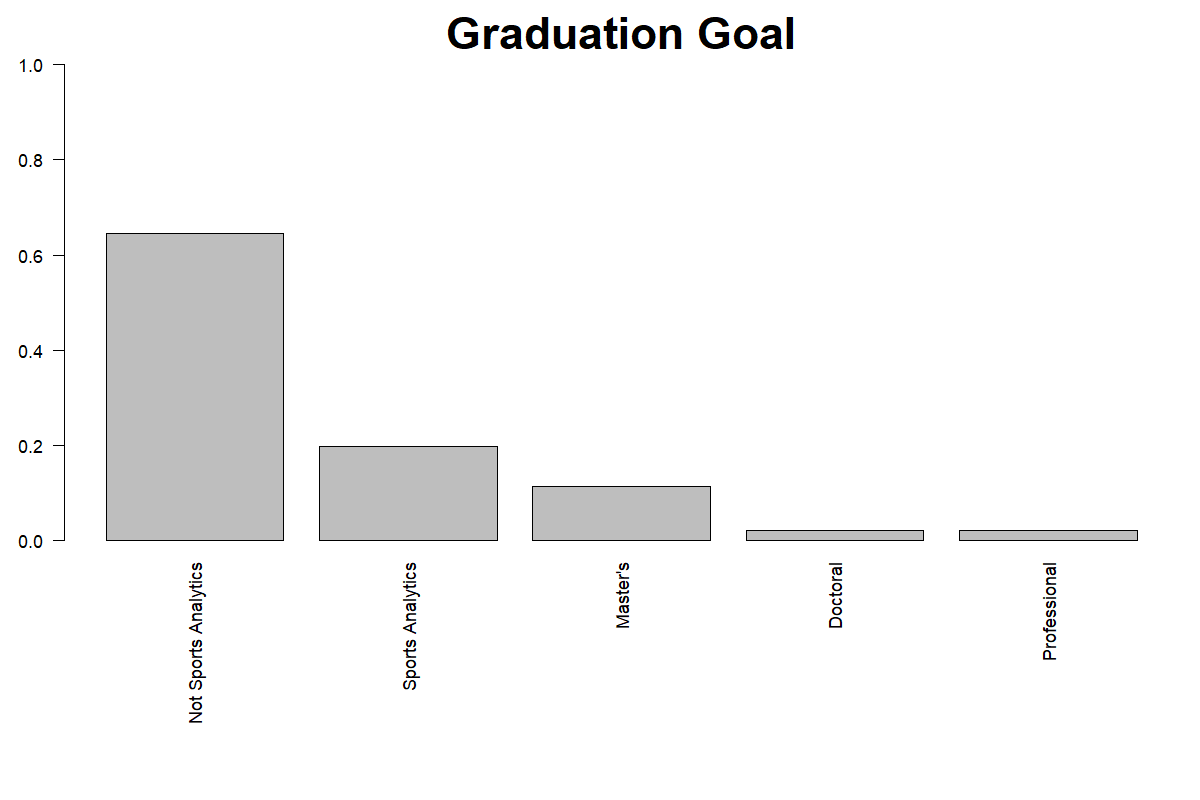 Graduation Goal
1.0
0.8
0.6
0.4
0.2
0.0
Not Sports Analytics
Sports Analytics
Master's
Doctoral
Professional